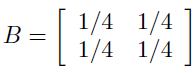 B = [ 1/4 1/4
1/4 1/4 ]